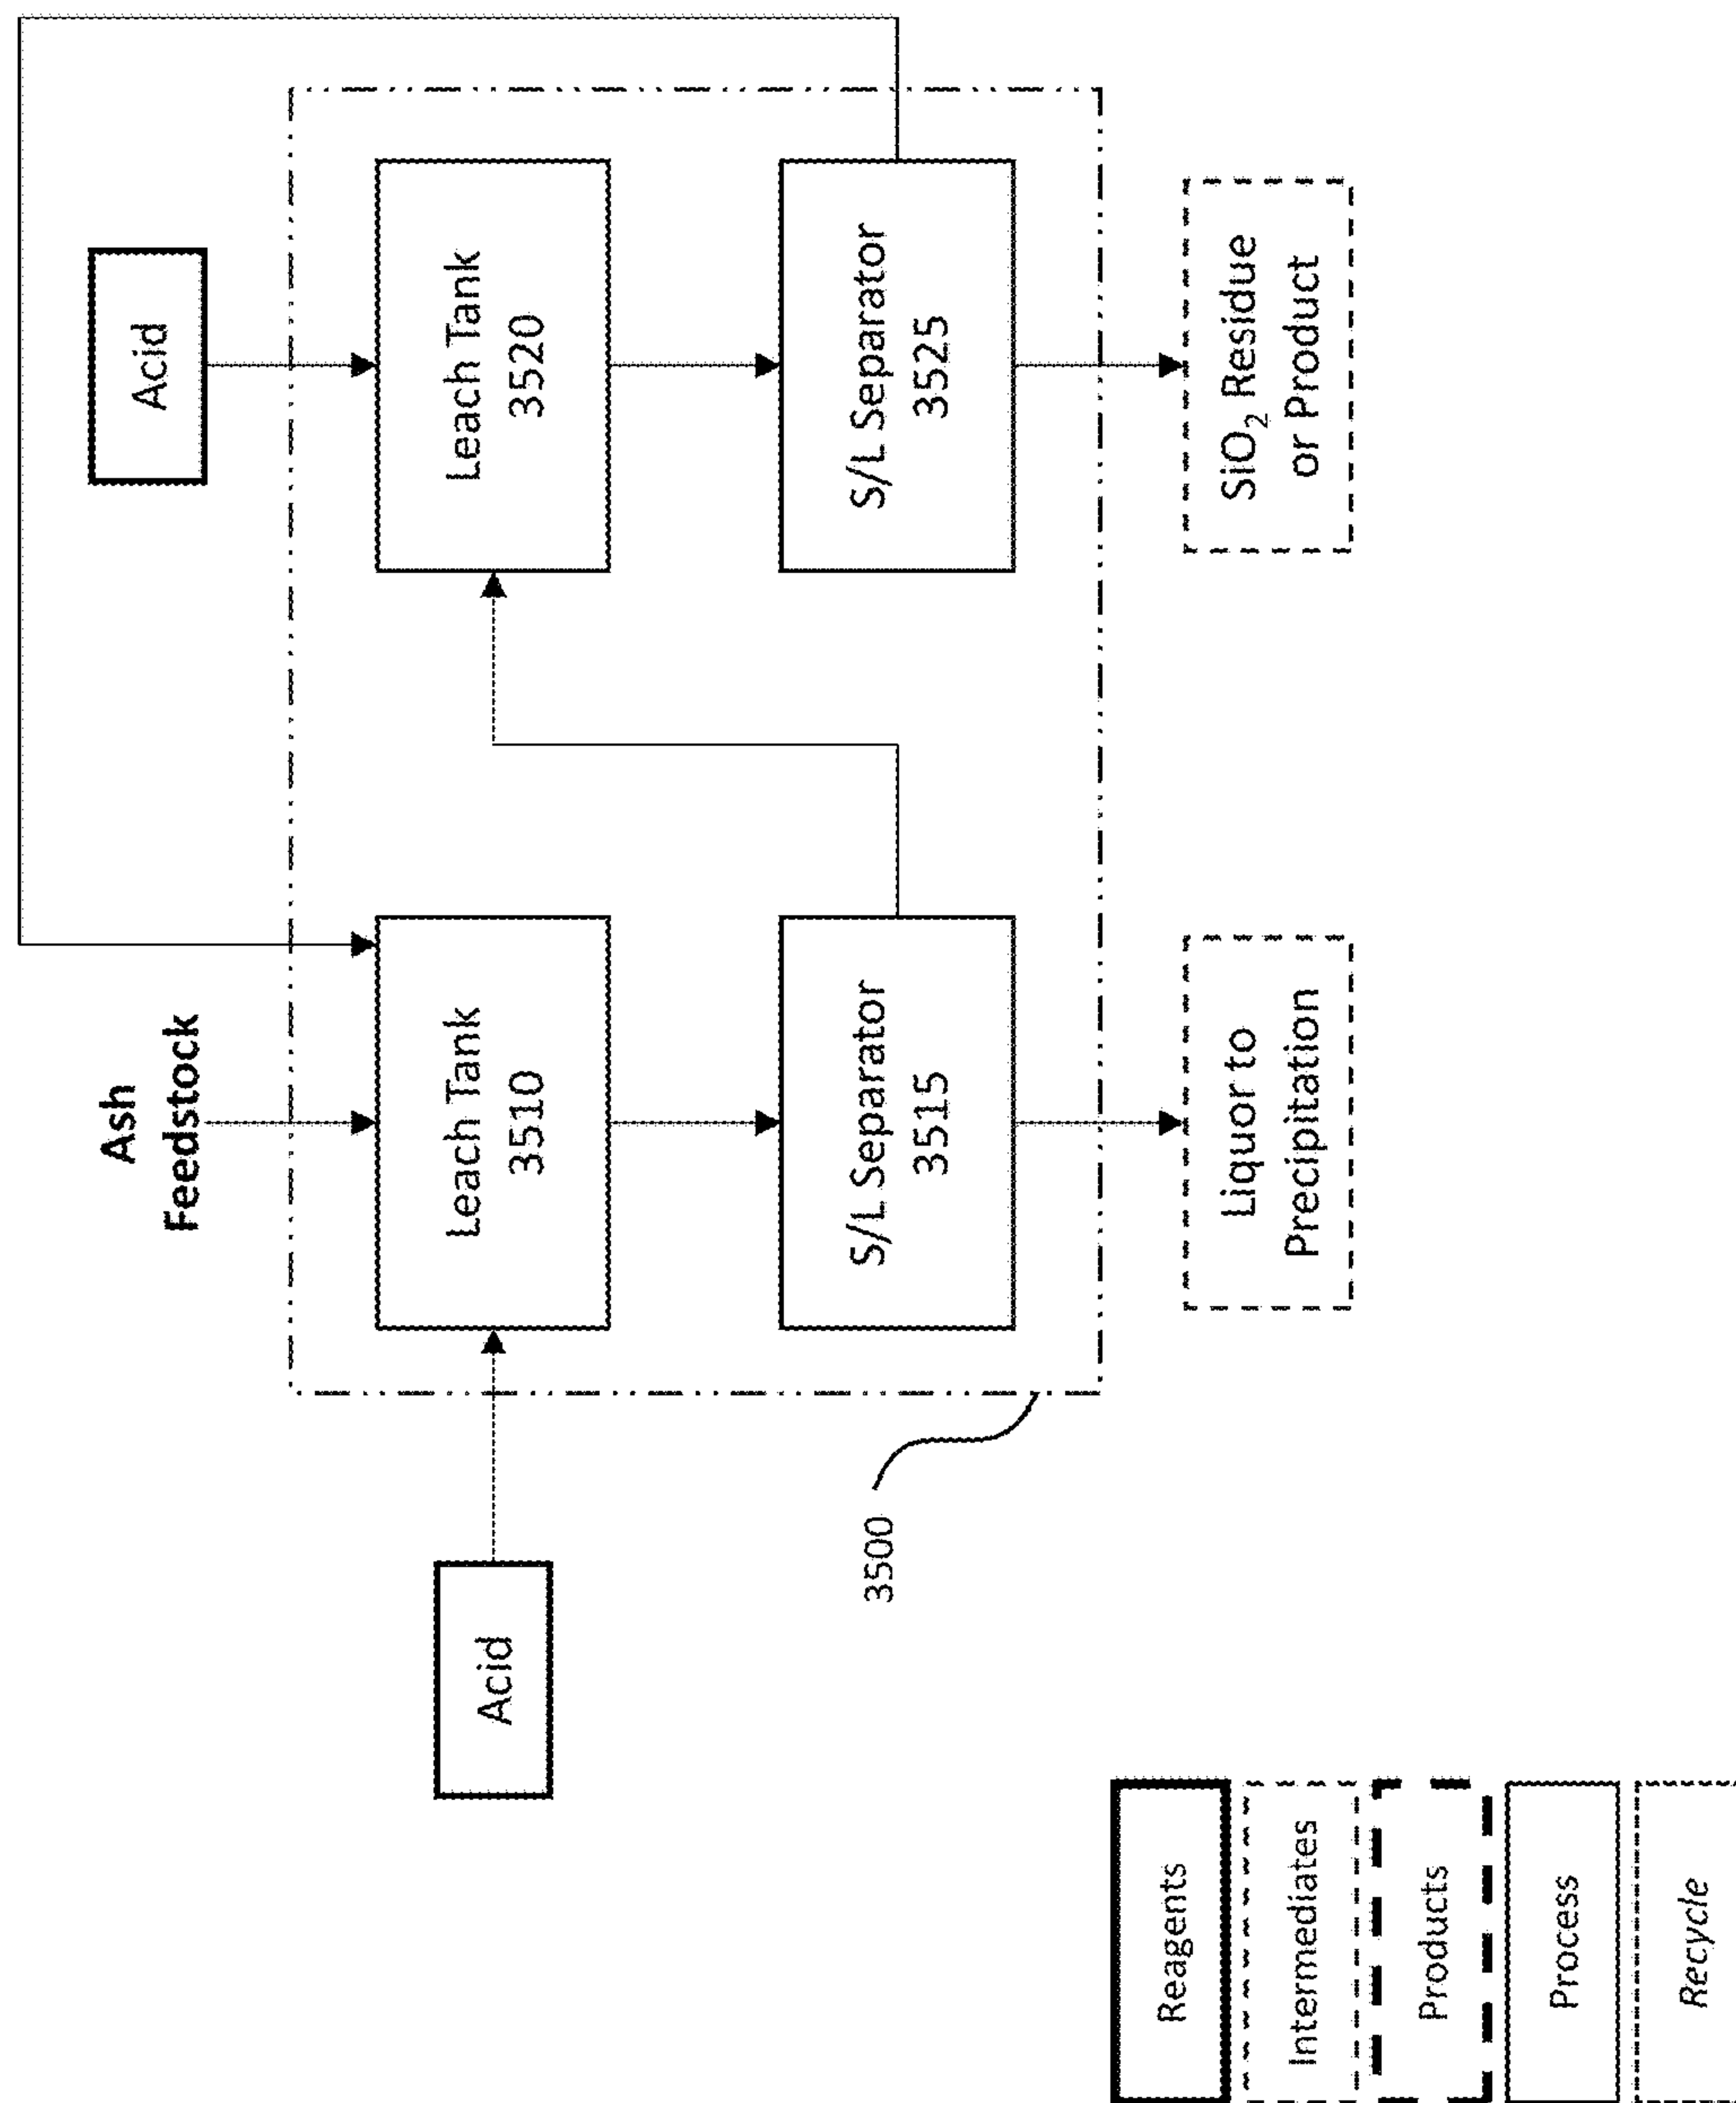 Acid
Ash
Feedstock
Leach Tank
3510
Leach Tank
3520
Acid
S/L Separator
3515
S/L Separator
3525
3500
Liquor to
Precipitation
SiO₂ Residue
or Product
Reagents
Intermediates
Products
Process
Recycle